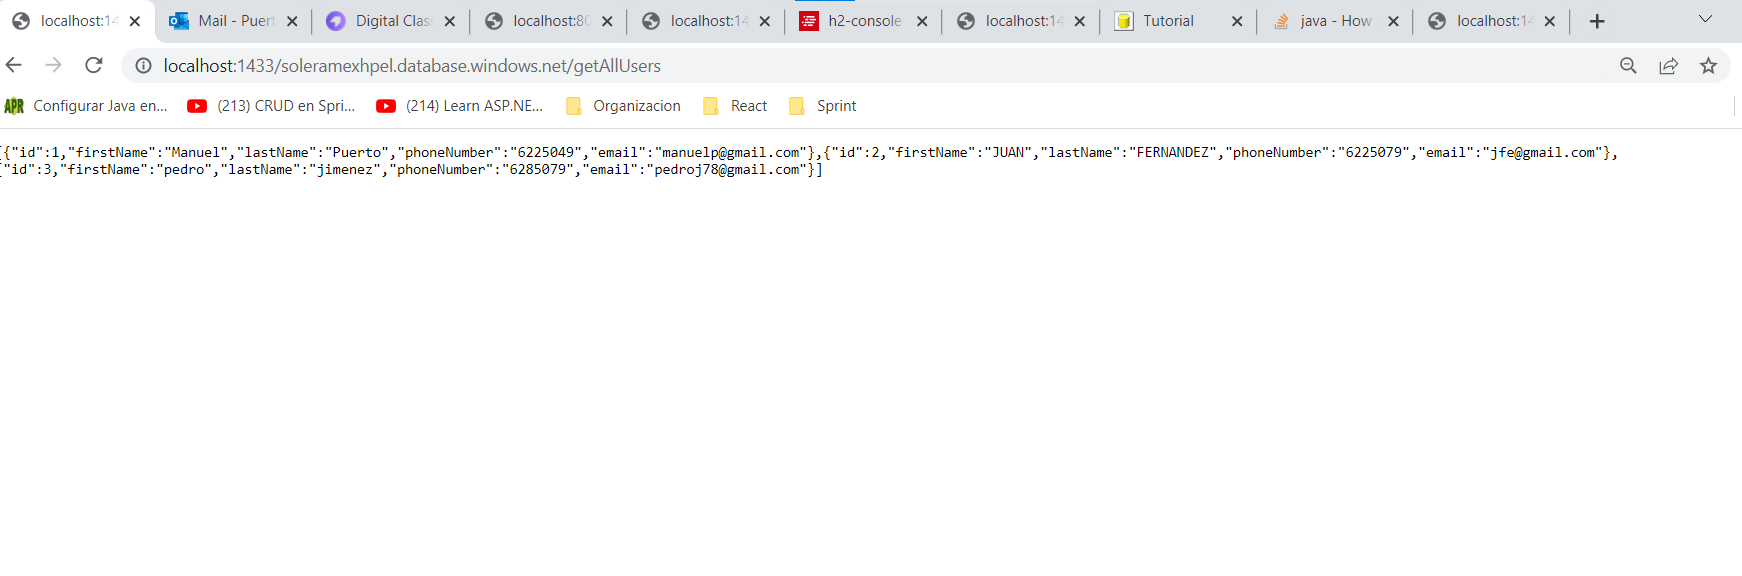 localhost:14 Mail - Puert Digital Clas localhost:80 localhost:14 h2-console localhost:14 Tutorial java - How localhost:14
localhost:1433/soleramexhpel.database.windows.net/getAllUsers
APR Configurar Java en... (213) CRUD en Spri... (214) Learn ASP.NE... Organizacion React Sprint
[{"id":1,"firstName":"Manuel","lastName":"Puerto","phoneNumber":"6225049","email":"manuelp@gmail.com"},{"id":2,"firstName":"JUAN","lastName":"FERNANDEZ","phoneNumber":"6225079","email":"jfe@gmail.com"},
{"id":3,"firstName":"pedro","lastName":"jimenez","phoneNumber":"6285079","email":"pedroj78@gmail.com"}]